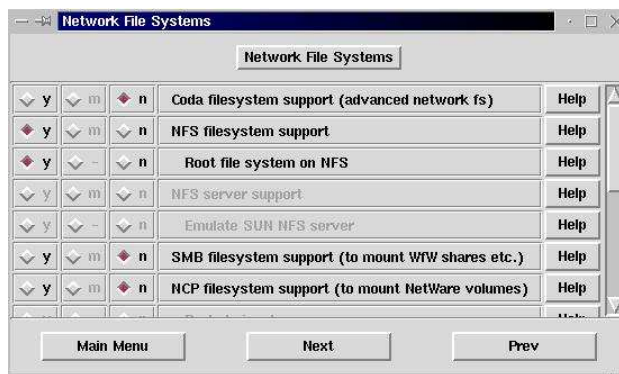 Network File Systems
Network File Systems
y m n Coda filesystem support (advanced network fs) Help
y m n NFS filesystem support Help
y - n Root file system on NFS Help
y m n NFS server support Help
y - n Emulate SUN NFS server Help
y m n SMB filesystem support (to mount WfW shares etc.) Help
y m n NCP filesystem support (to mount NetWare volumes) Help
Main Menu Next Prev